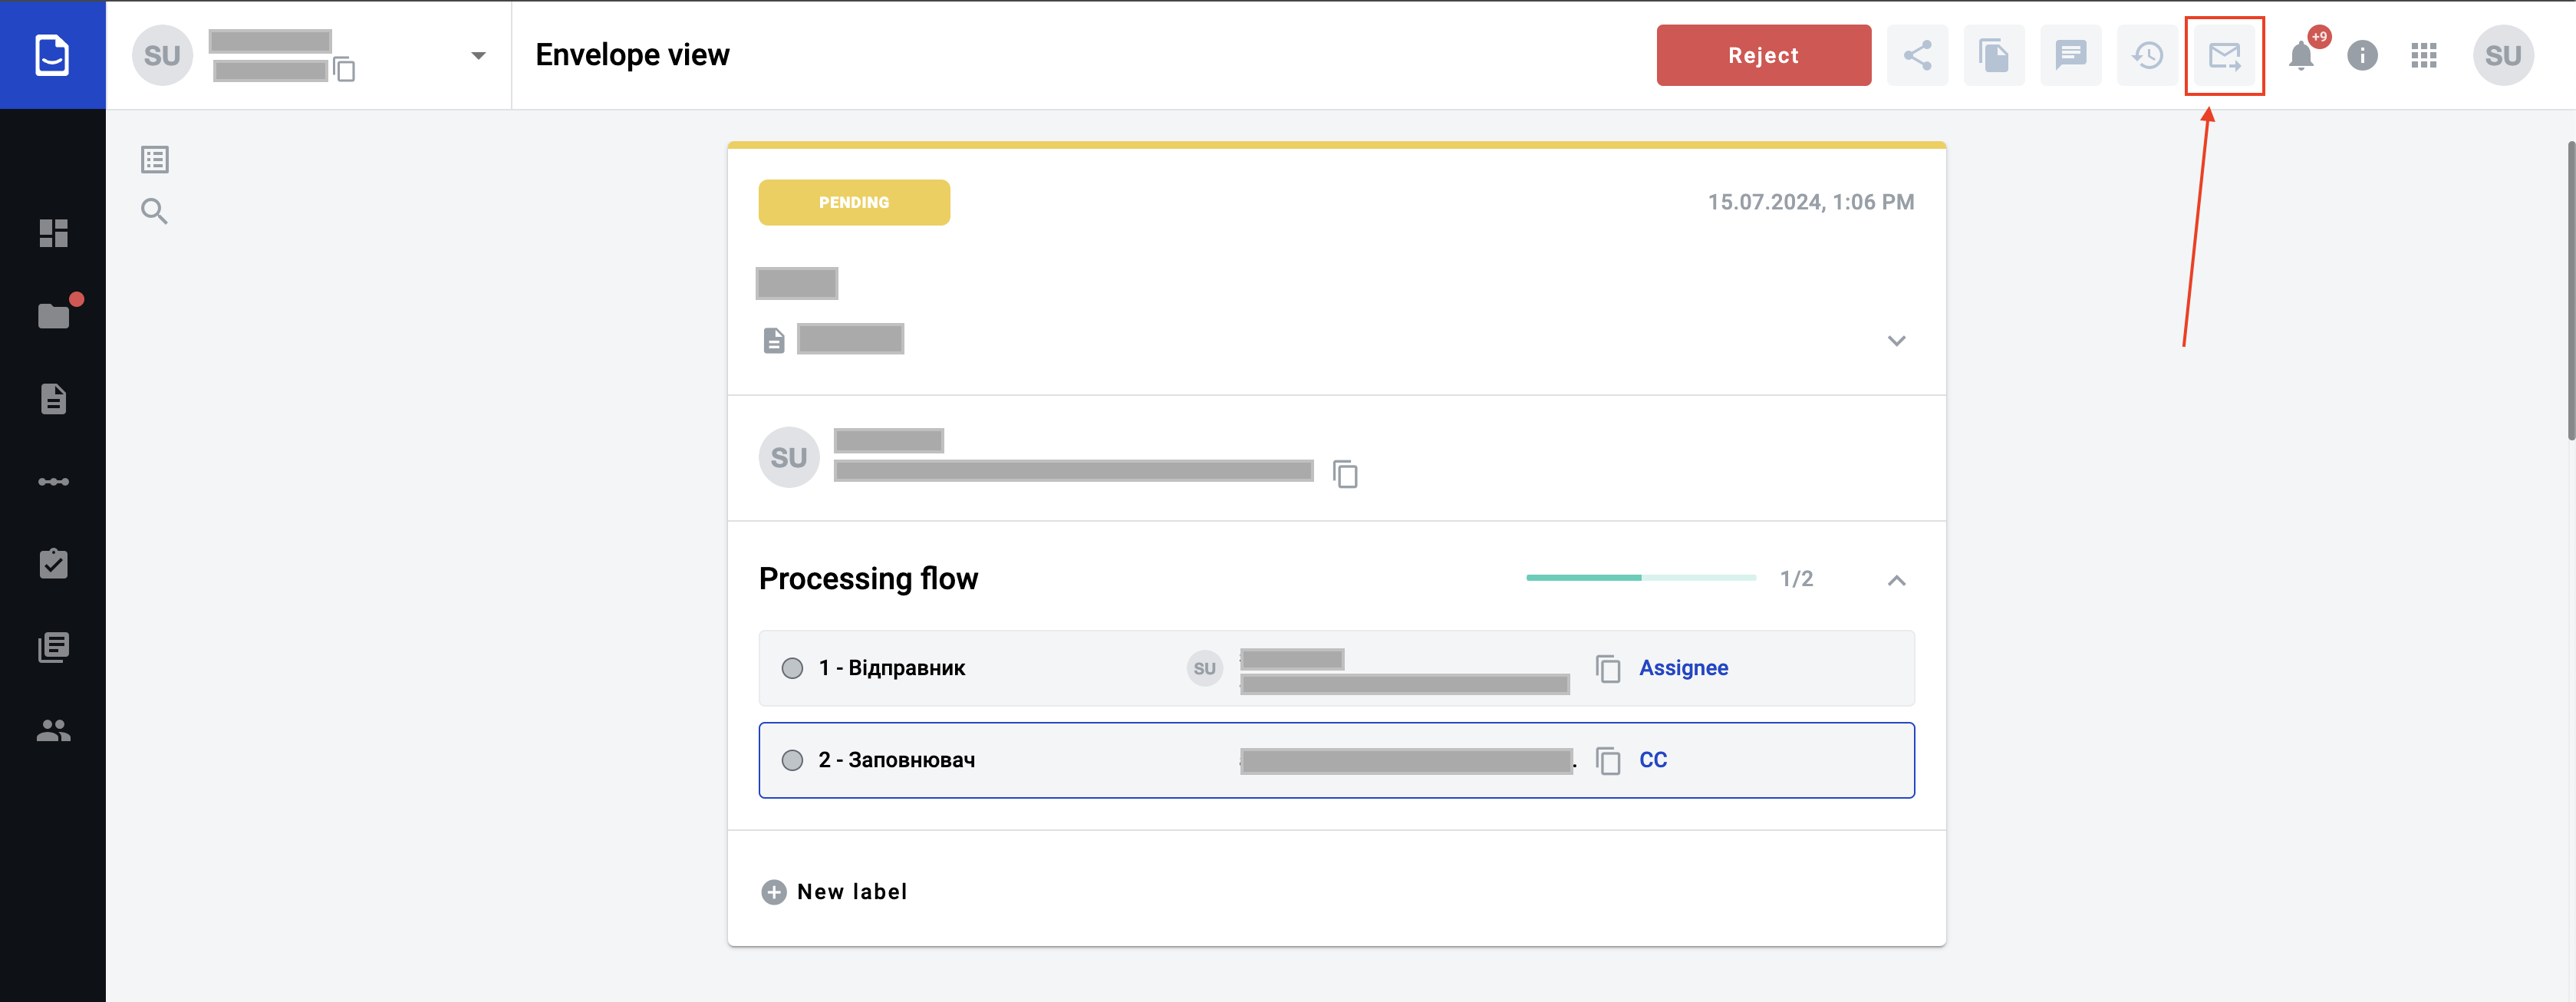 SU
Envelope view
Reject
+9
SU
PENDING
15.07.2024, 1:06 PM
SU
Processing flow
1/2
1 - Відправник
SU
Assignee
2 - Заповнювач
CC
New label